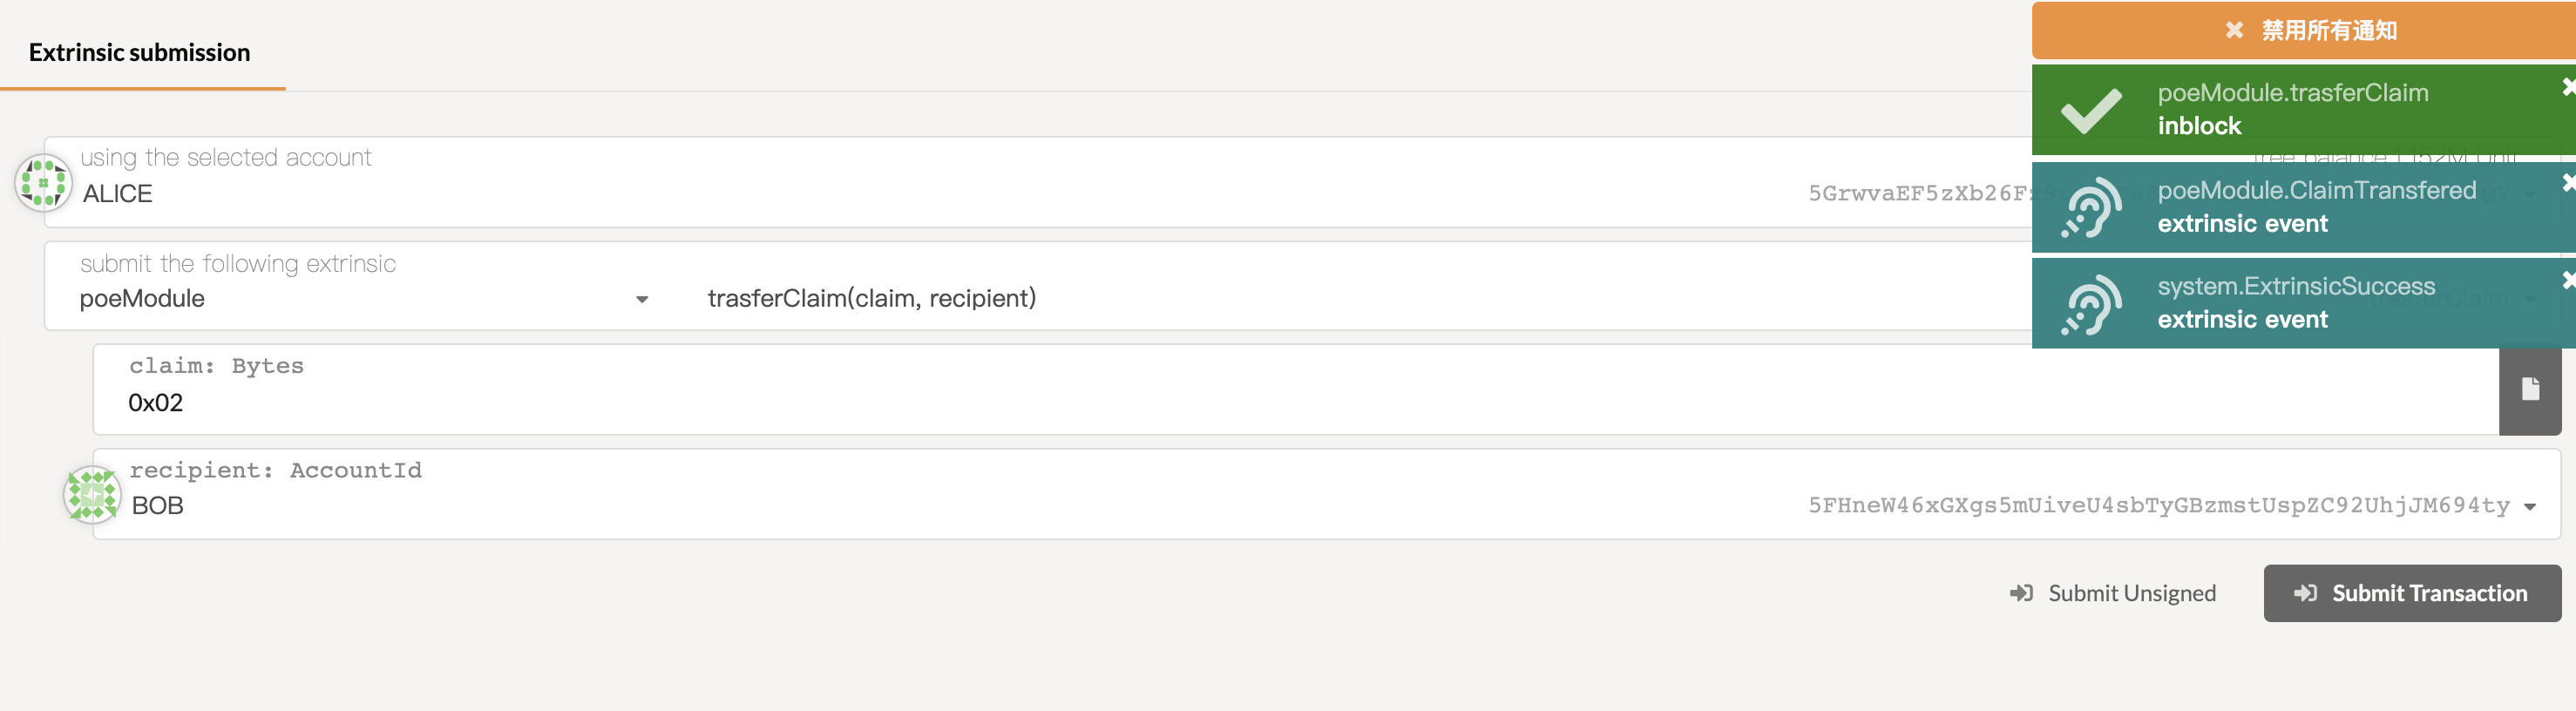 Extrinsic submission
禁用所有通知
poeModule.trasferClaim
inblock
poeModule.ClaimTransfered
extrinsic event
system.ExtrinsicSuccess
extrinsic event
using the selected account
ALICE
5GrwvaEF5zXb26Fz
submit the following extrinsic
poeModule
trasferClaim(claim, recipient)
claim: Bytes
0x02
recipient: AccountId
BOB
5FHneW46xGXgs5mUiveU4sbTyGBzmstUspZC92UhjJM694ty
Submit Unsigned
Submit Transaction